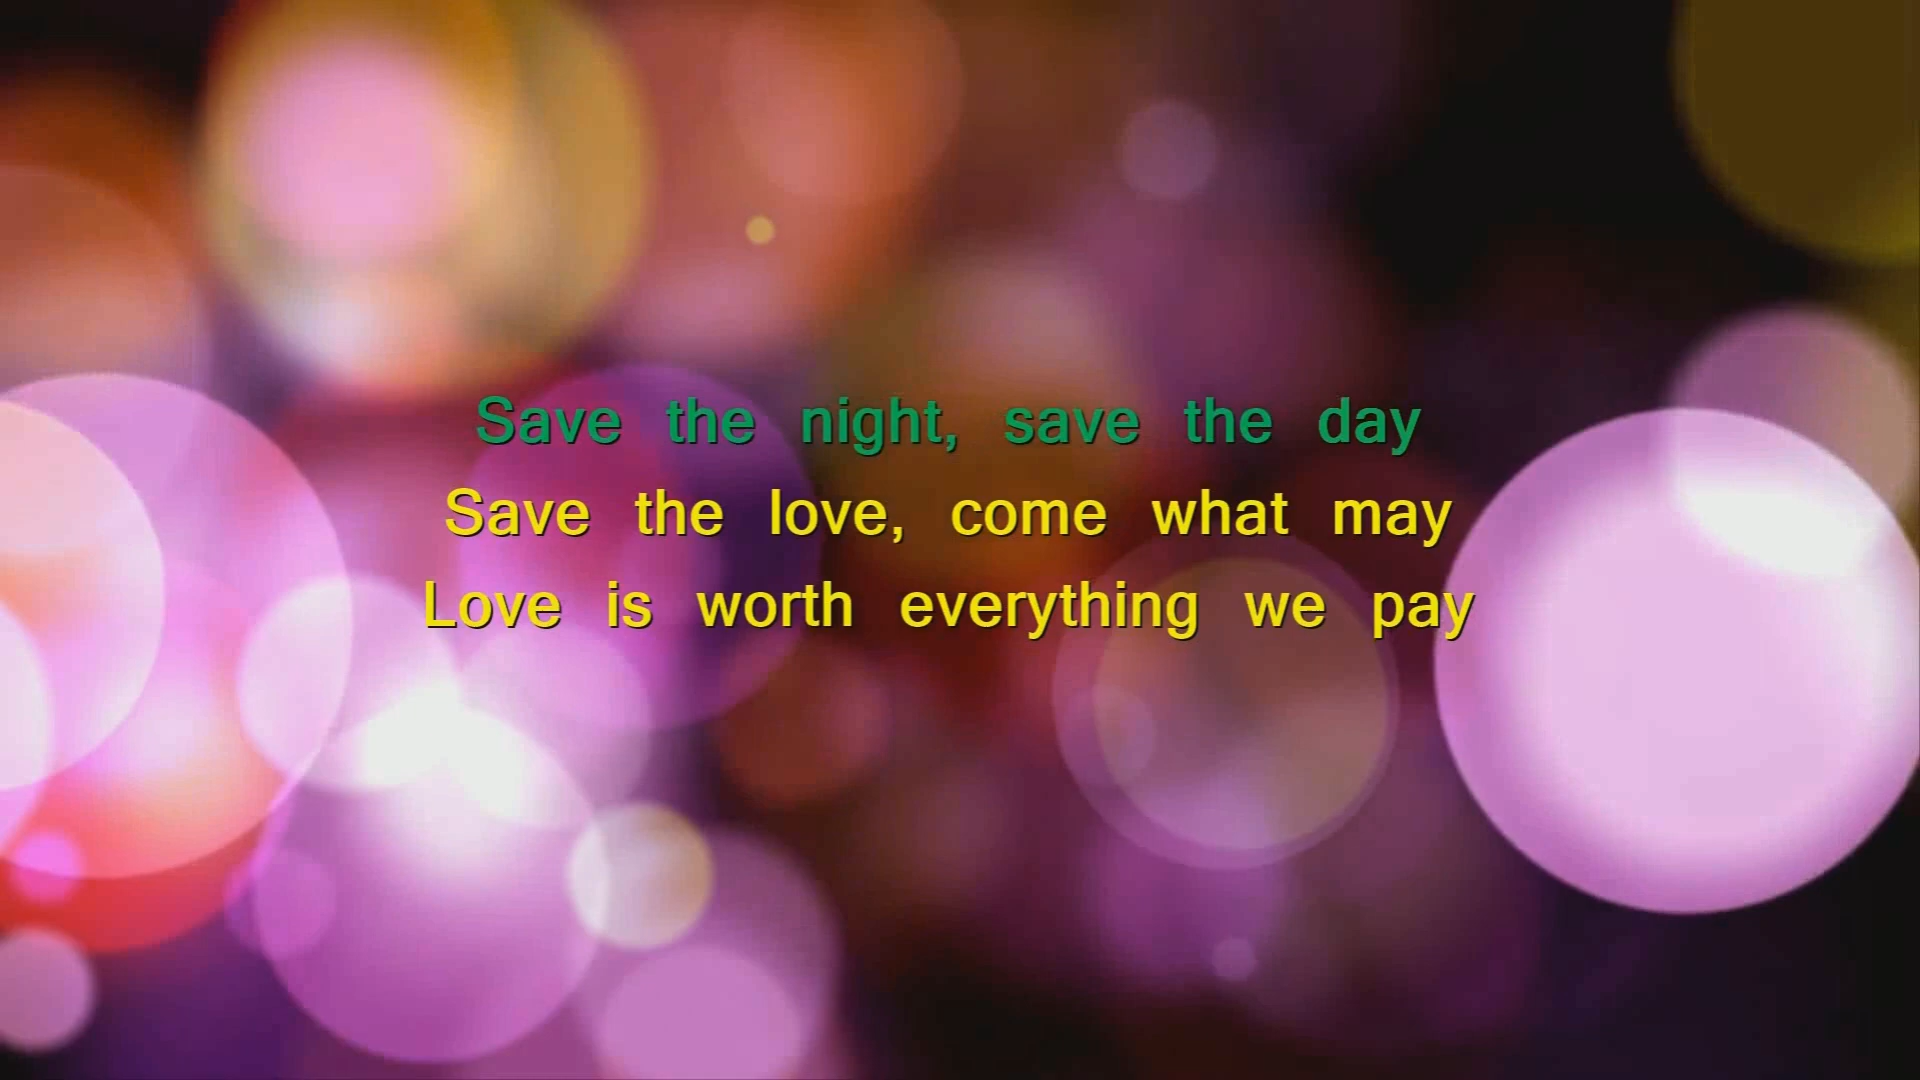 Save the night, save the day
Save the love, come what may
Love is worth everything we pay